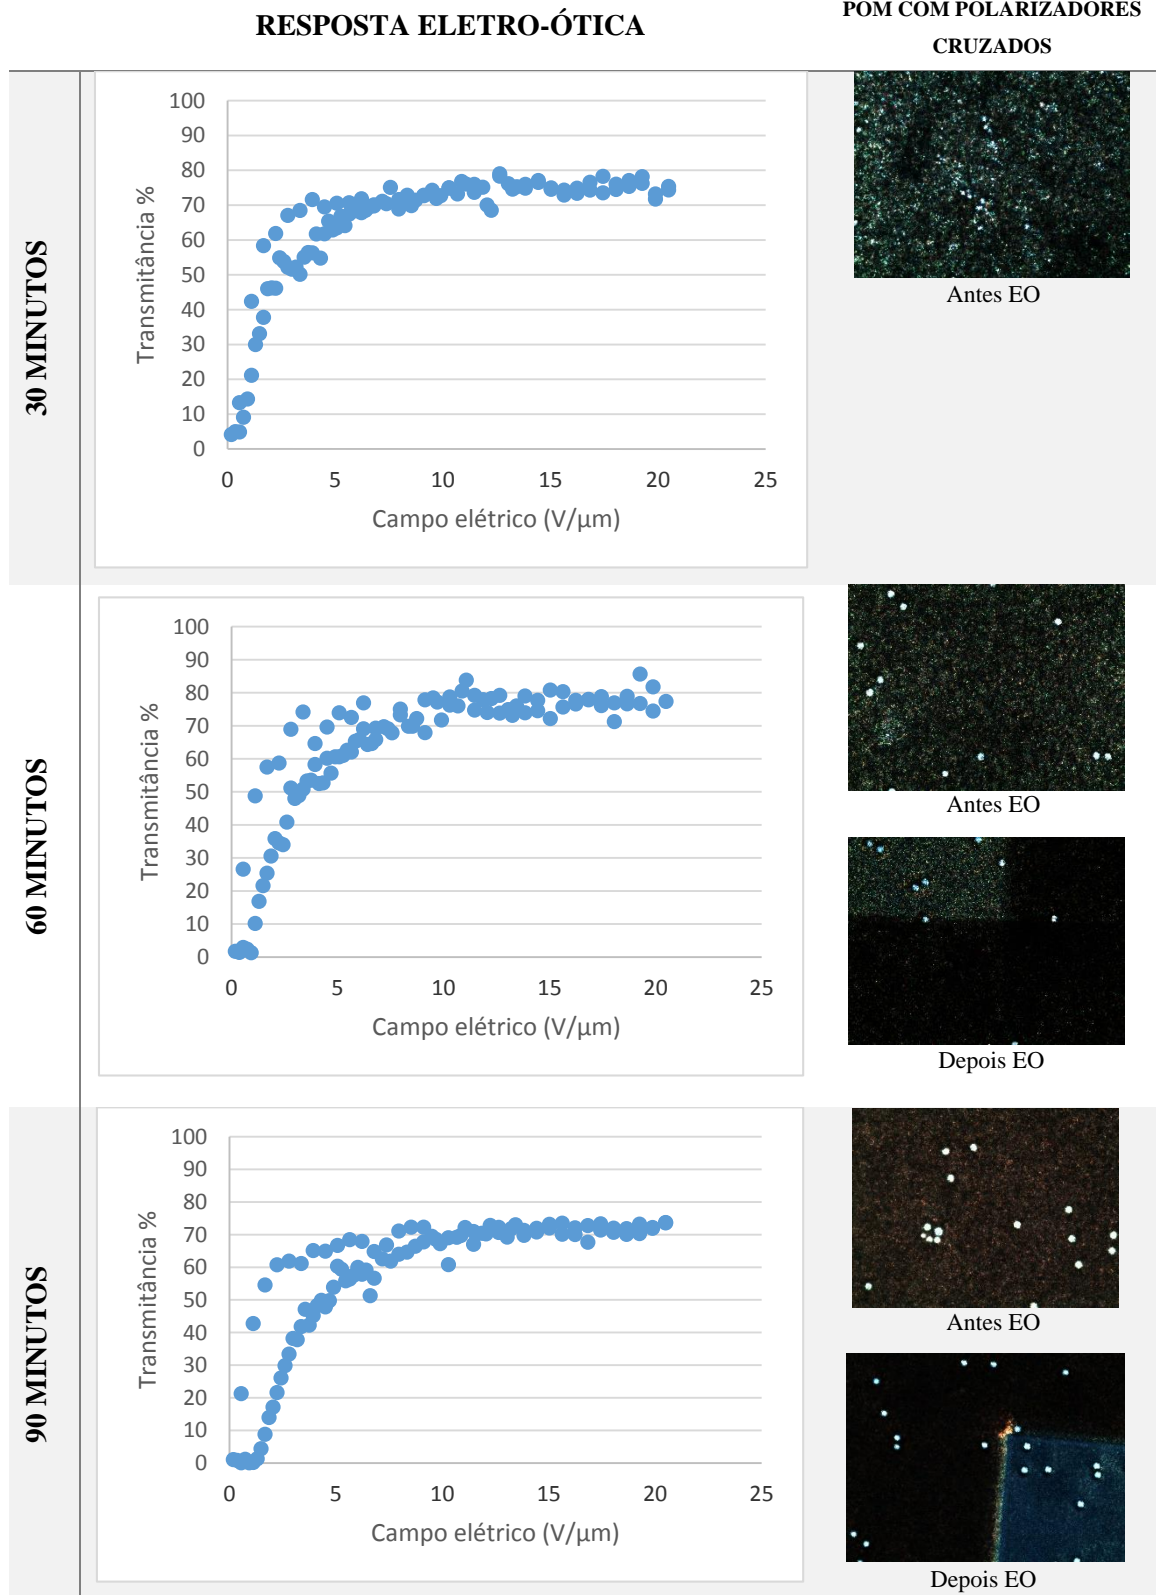 RESPOSTA ELETRO-ÓTICA
POM COM POLARIZADORES
CRUZADOS
30 MINUTOS
100
90
80
70
60
50
40
30
20
10
0
Transmitância %
0 5 10 15 20 25
Campo elétrico (V/μm)
Antes EO
60 MINUTOS
100
90
80
70
60
50
40
30
20
10
0
Transmitância %
0 5 10 15 20 25
Campo elétrico (V/μm)
Antes EO
Depois EO
90 MINUTOS
100
90
80
70
60
50
40
30
20
10
0
Transmitância %
0 5 10 15 20 25
Campo elétrico (V/μm)
Antes EO
Depois EO